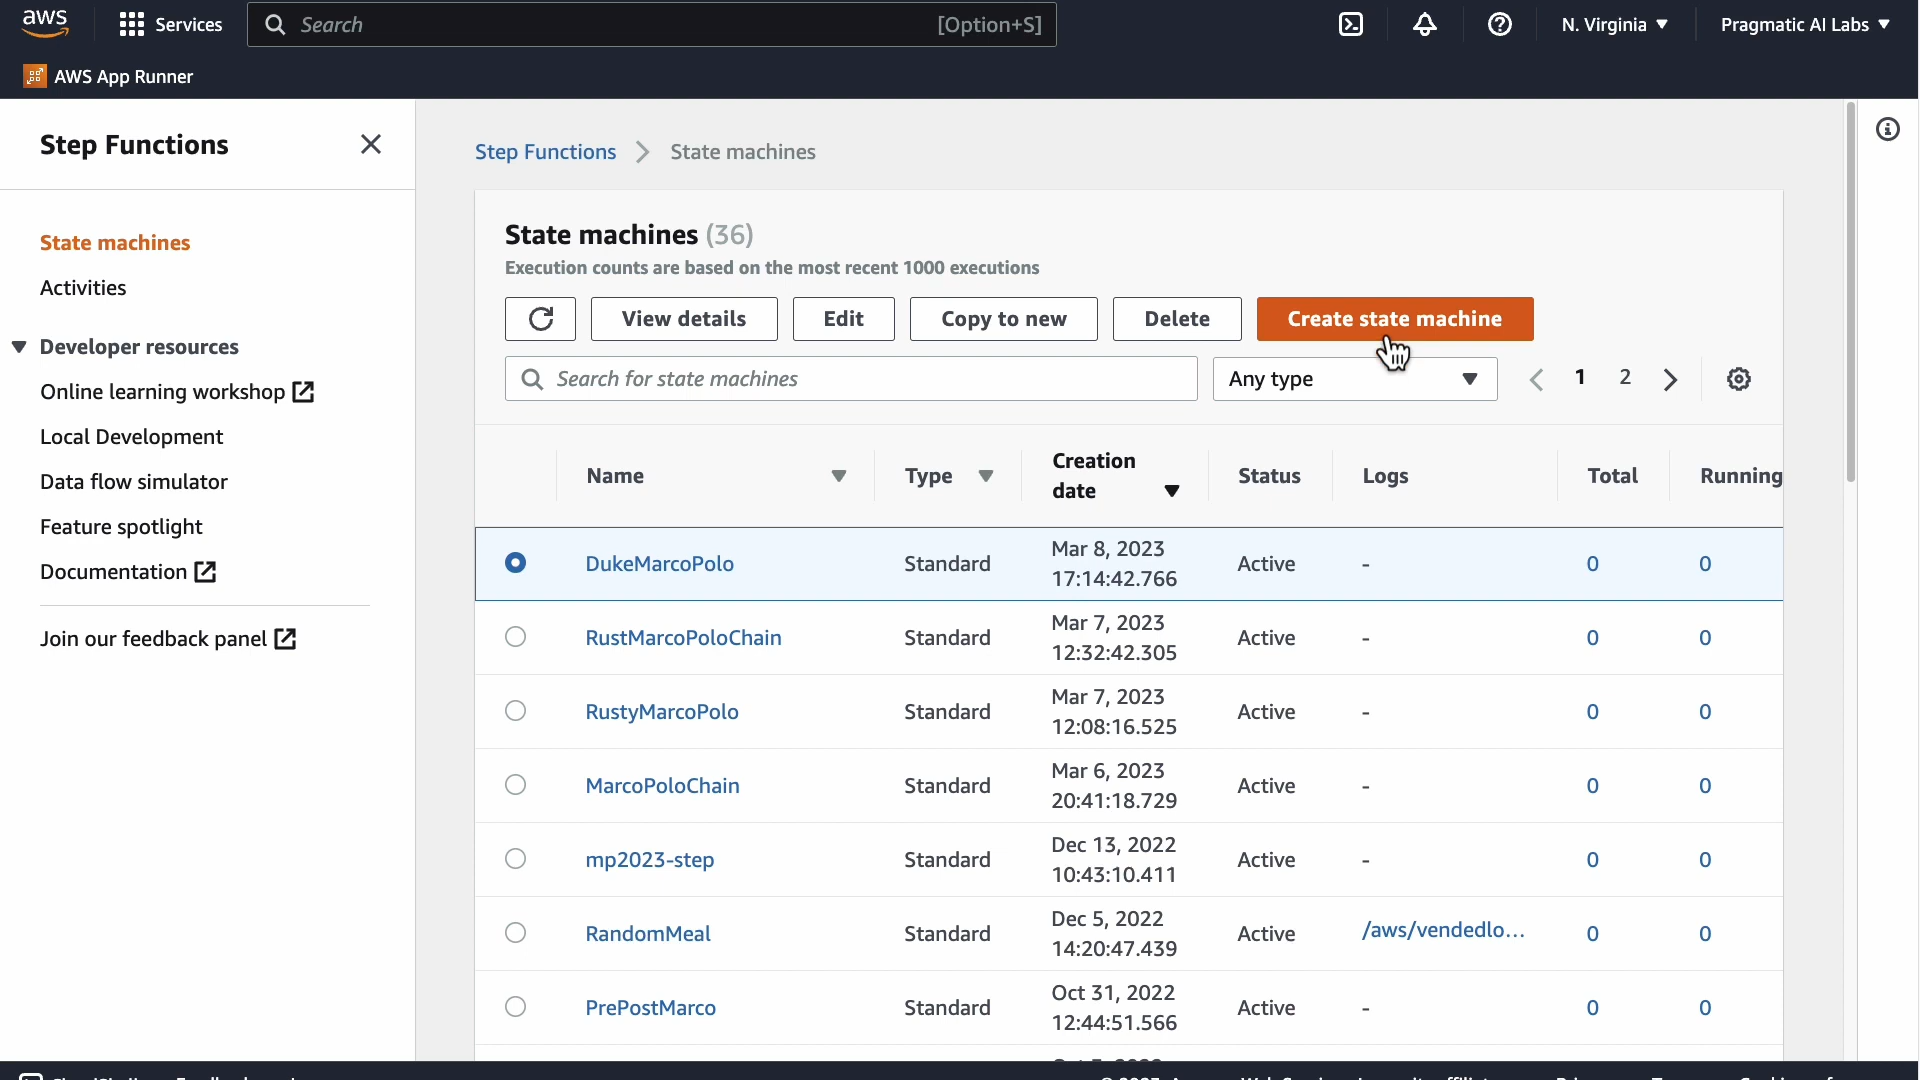 aws
Services
Search
[Option+S]
N. Virginia
Pragmatic AI Labs
AWS App Runner
Step Functions
State machines
Activities
Developer resources
Online learning workshop
Local Development
Data flow simulator
Feature spotlight
Documentation
Join our feedback panel
Step Functions
State machines
State machines (36)
Execution counts are based on the most recent 1000 executions
View details
Edit
Copy to new
Delete
Create state machine
Search for state machines
Any type
1 2
Name
Type
Creation
date
Status
Logs
Total
Running
DukeMarcoPolo Standard Mar 8, 2023 Active - 0 0
17:14:42.766
RustMarcoPoloChain Standard Mar 7, 2023 Active - 0 0
12:32:42.305
RustyMarcoPolo Standard Mar 7, 2023 Active - 0 0
12:08:16.525
MarcoPoloChain Standard Mar 6, 2023 Active - 0 0
20:41:18.729
mp2023-step Standard Dec 13, 2022 Active - 0 0
10:43:10.411
RandomMeal Standard Dec 5, 2022 Active /aws/vendedlo... 0 0
14:20:47.439
PrePostMarco Standard Oct 31, 2022 Active - 0 0
12:44:51.566